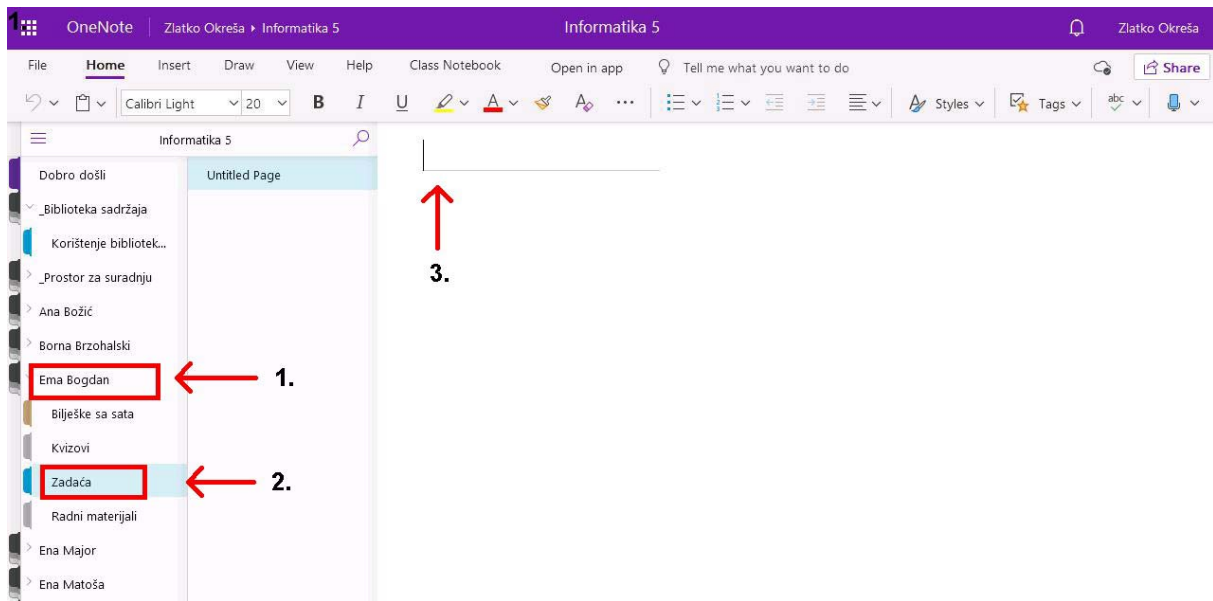 1.
OneNote Zlatko Okreša ▸ Informatika 5 Informatika 5 Zlatko Okreša
File Home Insert Draw View Help Class Notebook Open in app Tell me what you want to do Share
Calibri Light 20 B I U A A ... Styles Tags abc
Informatika 5
Dobro došli
Untitled Page
_Biblioteka sadržaja
Korištenje bibliotek...
_Prostor za suradnju
3.
Ana Božić
Borna Brzohalski
Ema Bogdan 1.
Bilješke sa sata
Kvizovi
Zadaća 2.
Radni materijali
Ena Major
Ena Matoša